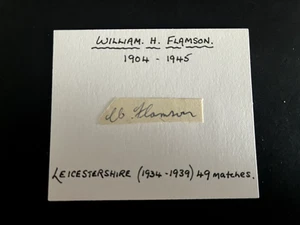 WILLIAM. H. FLAMSON.
1904 - 1945
W. Flamson
LEICESTERSHIRE (1934-1939) 49 matches.